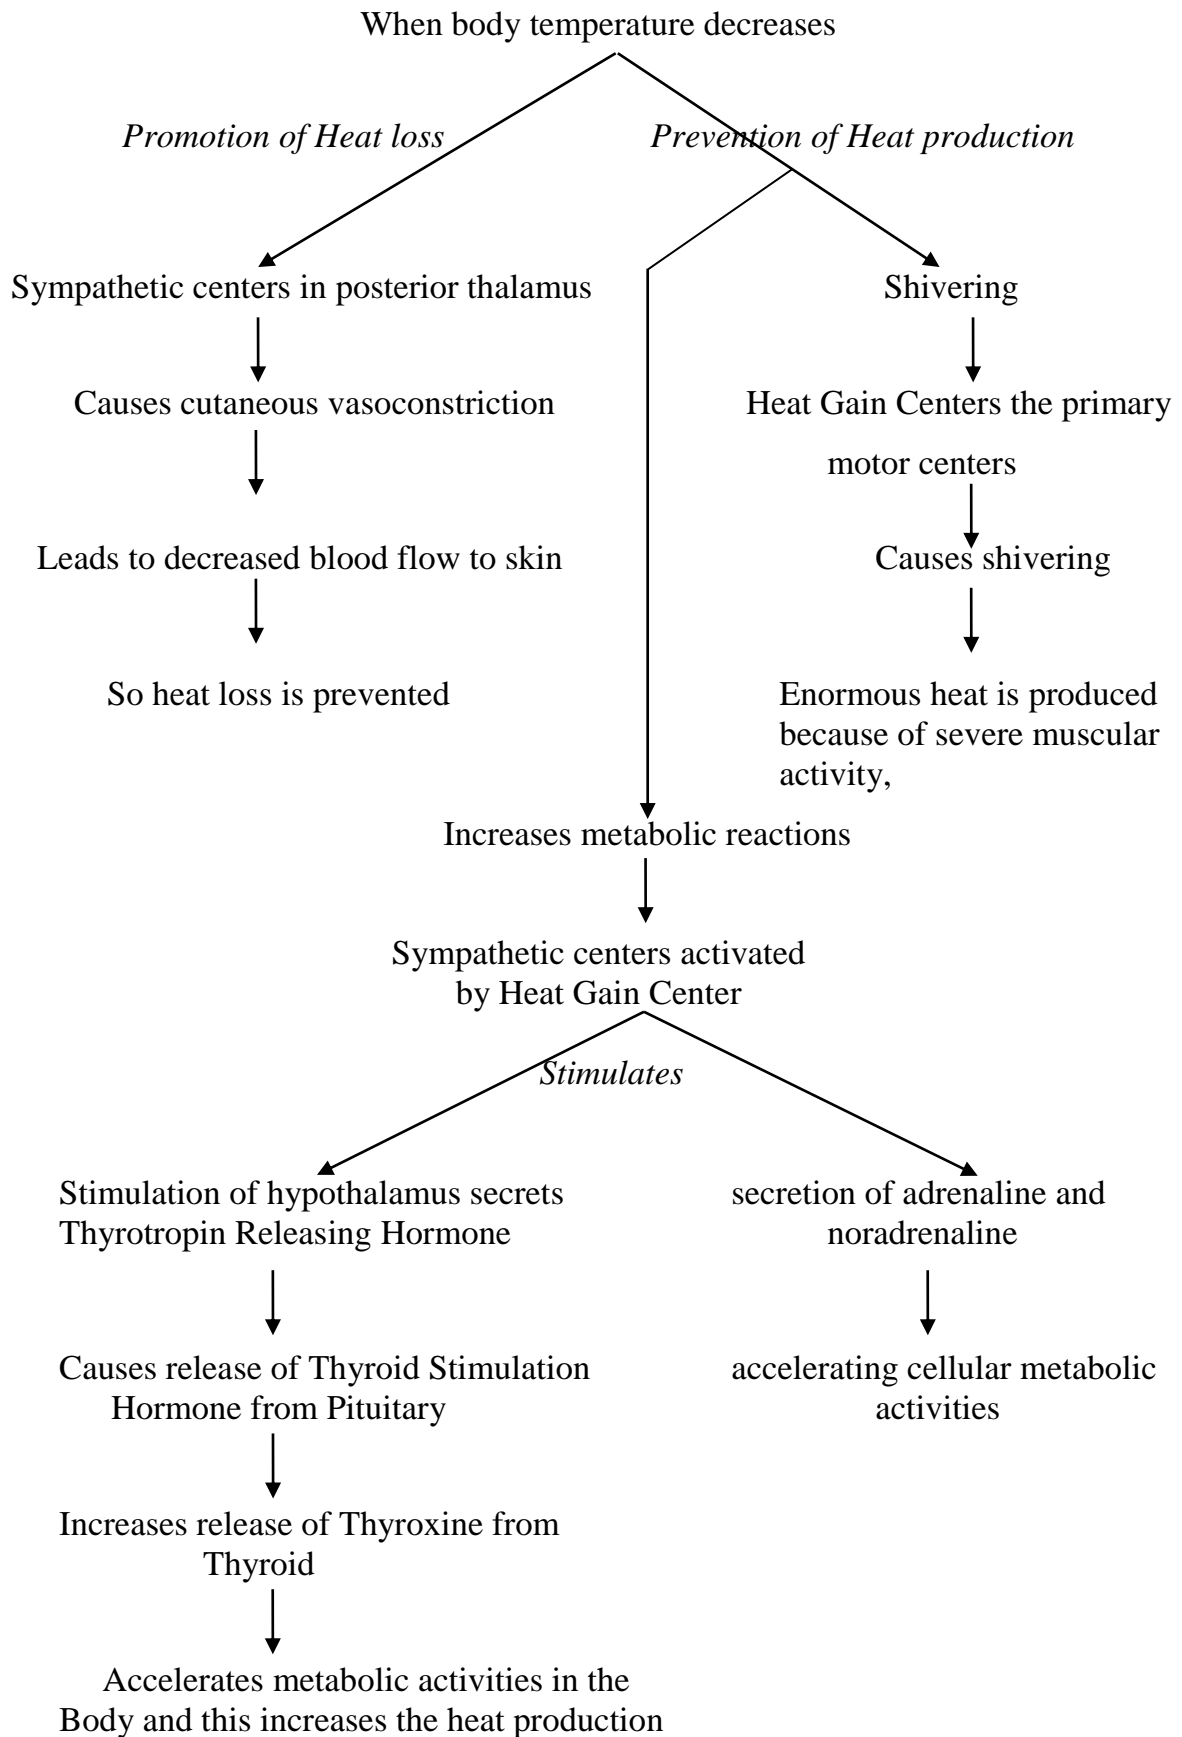 When body temperature decreases
Promotion of Heat loss
Prevention of Heat production
Sympathetic centers in posterior thalamus
Shivering
Causes cutaneous vasoconstriction
Heat Gain Centers the primary
motor centers
Leads to decreased blood flow to skin
Causes shivering
So heat loss is prevented
Enormous heat is produced
because of severe muscular
activity,
Increases metabolic reactions
Sympathetic centers activated
by Heat Gain Center
Stimulates
Stimulation of hypothalamus secrets
Thyrotropin Releasing Hormone
secretion of adrenaline and
noradrenaline
Causes release of Thyroid Stimulation
Hormone from Pituitary
accelerating cellular metabolic
activities
Increases release of Thyroxine from
Thyroid
Accelerates metabolic activities in the
Body and this increases the heat production